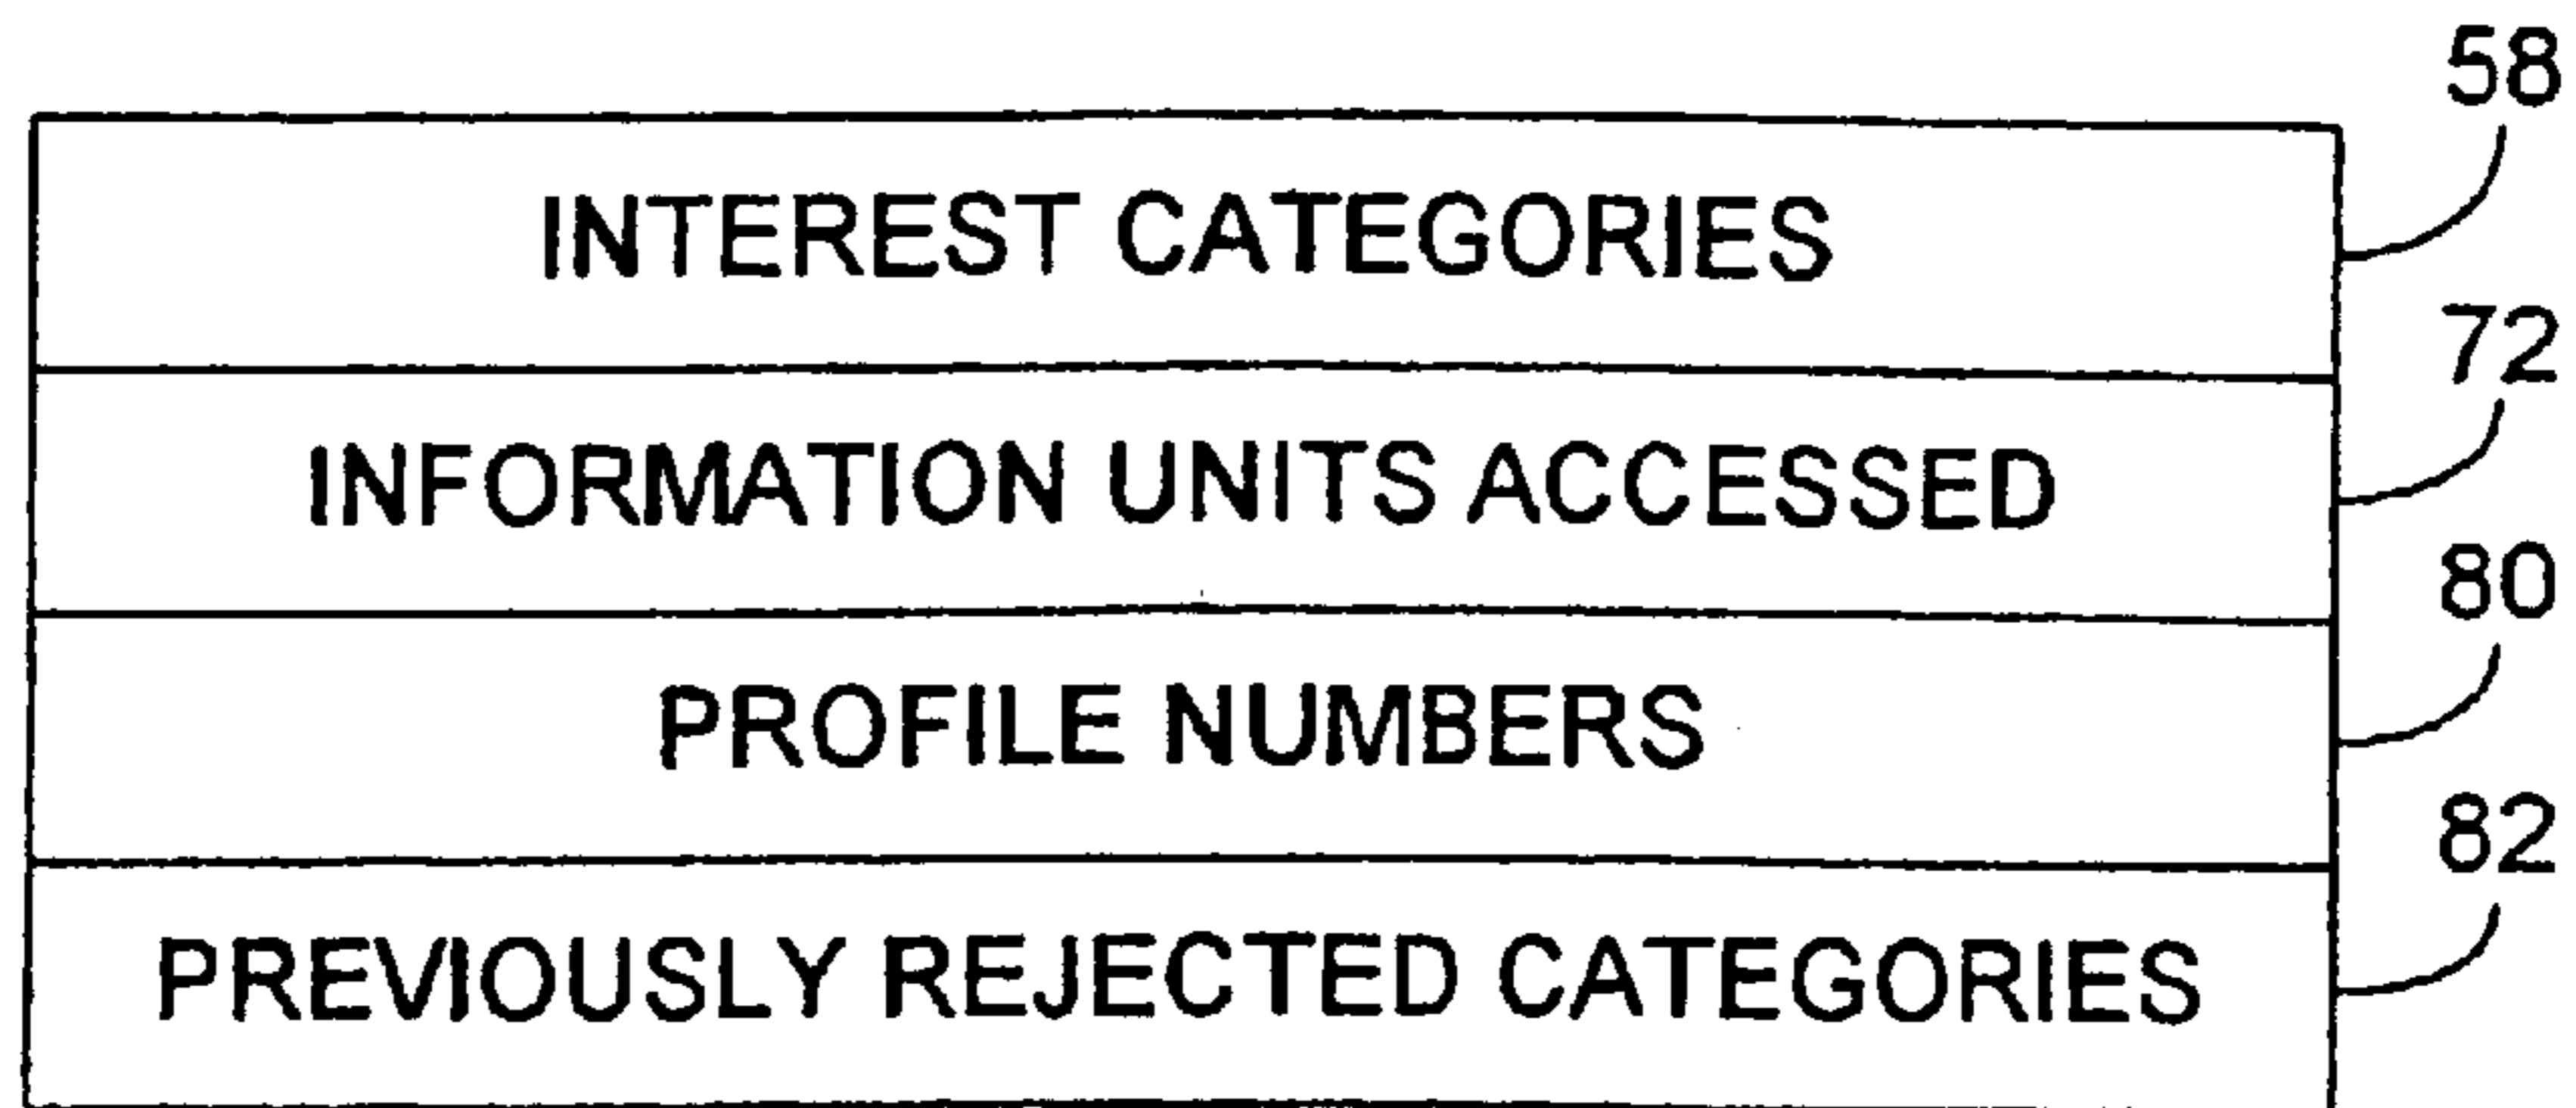 58
INTEREST CATEGORIES
72
INFORMATION UNITS ACCESSED
80
PROFILE NUMBERS
82
PREVIOUSLY REJECTED CATEGORIES